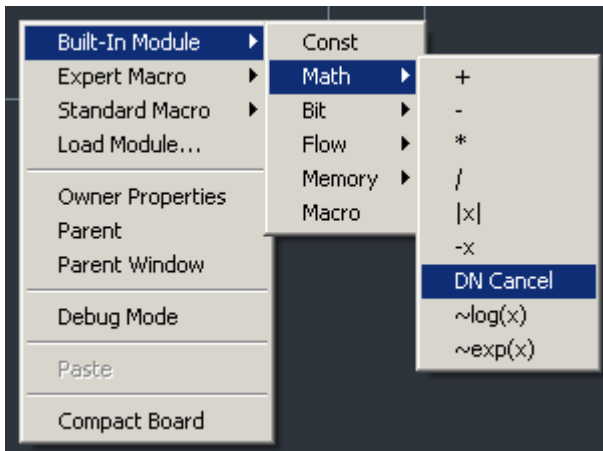 Built-In Module
Expert Macro
Standard Macro
Load Module...
Owner Properties
Parent
Parent Window
Debug Mode
Paste
Compact Board
Const
Math
Bit
Flow
Memory
Macro
+
-
*
/
|x|
-x
DN Cancel
~log(x)
~exp(x)